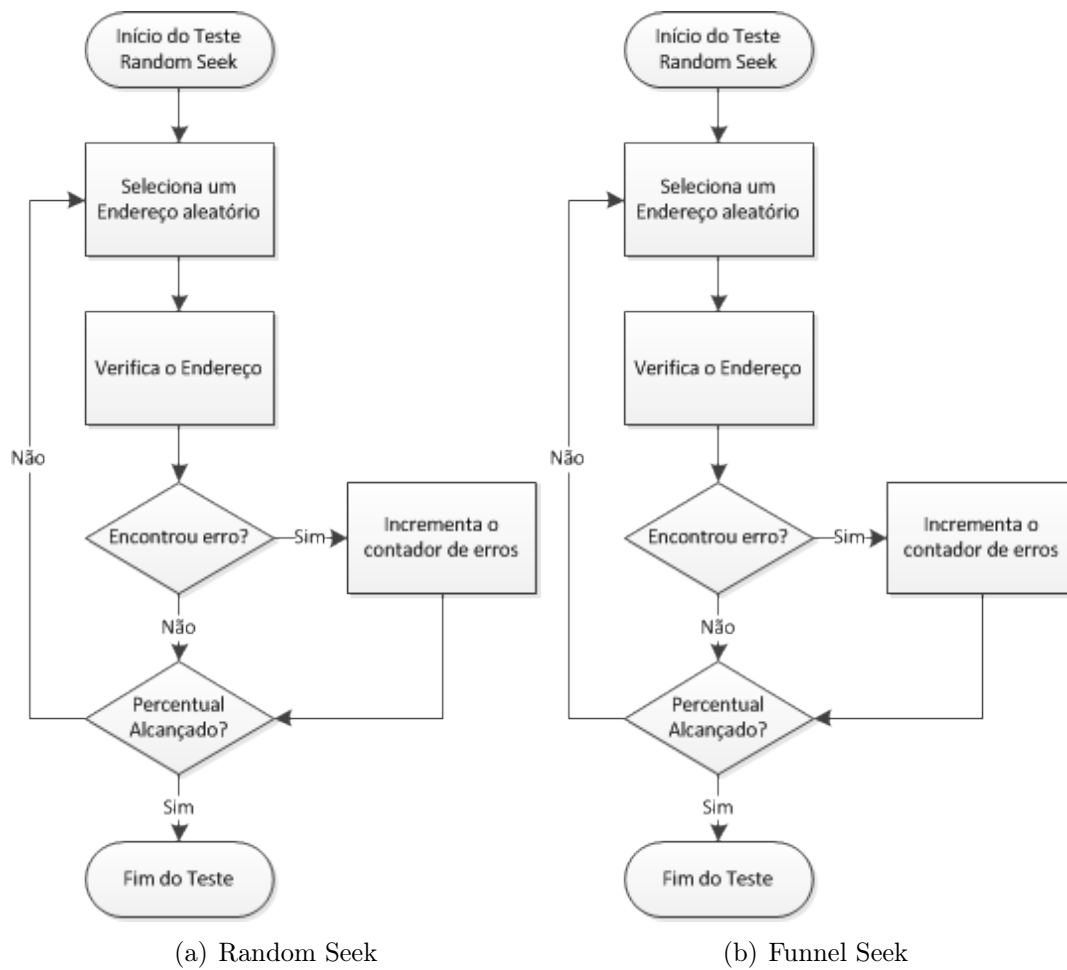 Início do Teste
Random Seek
Seleciona um
Endereço aleatório
Verifica o Endereço
Não
Encontrou erro?
Sim
Incrementa o
contador de erros
Não
Percentual
Alcançado?
Sim
Fim do Teste
(a) Random Seek
Início do Teste
Random Seek
Seleciona um
Endereço aleatório
Verifica o Endereço
Não
Encontrou erro?
Sim
Incrementa o
contador de erros
Não
Percentual
Alcançado?
Sim
Fim do Teste
(b) Funnel Seek